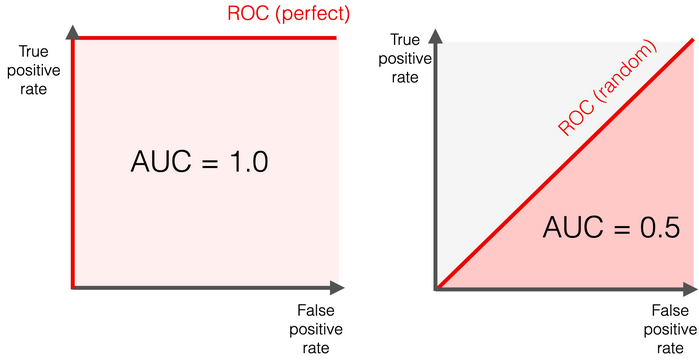 ROC (perfect)
True
positive
rate
AUC = 1.0
False
positive
rate
True
positive
rate
ROC (random)
AUC = 0.5
False
positive
rate